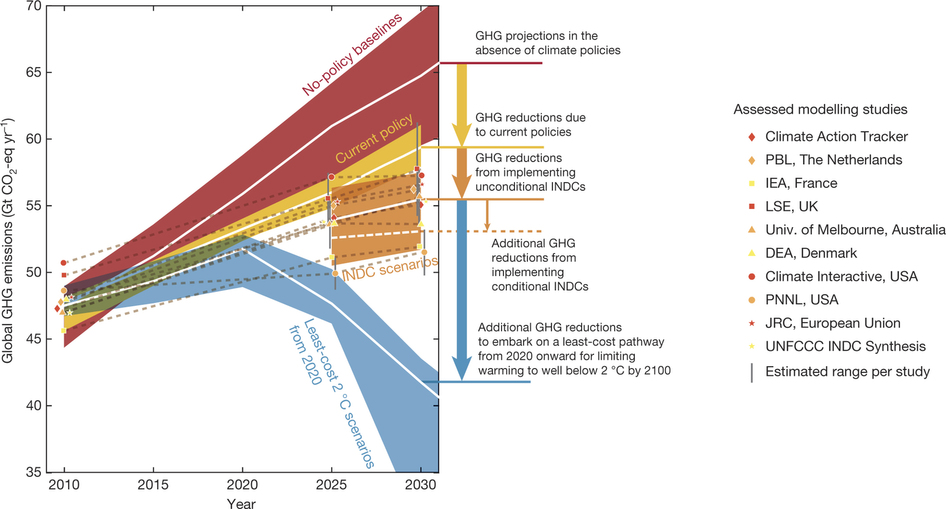 Global GHG emissions (Gt CO2-eq yr−1)
70
65
60
55
50
45
40
35
2010
2015
2020
2025
2030
Year
No-policy baselines
Current policy
INDC scenarios
Least-cost 2 °C scenarios
from 2020
GHG projections in the
absence of climate policies
GHG reductions due
to current policies
GHG reductions
from implementing
unconditional INDCs
Additional GHG
reductions from
implementing
conditional INDCs
Additional GHG reductions
to embark on a least-cost pathway
from 2020 onward for limiting
warming to well below 2 °C by 2100
Assessed modelling studies
Climate Action Tracker
PBL, The Netherlands
IEA, France
LSE, UK
Univ. of Melbourne, Australia
DEA, Denmark
Climate Interactive, USA
PNNL, USA
JRC, European Union
UNFCCC INDC Synthesis
Estimated range per study